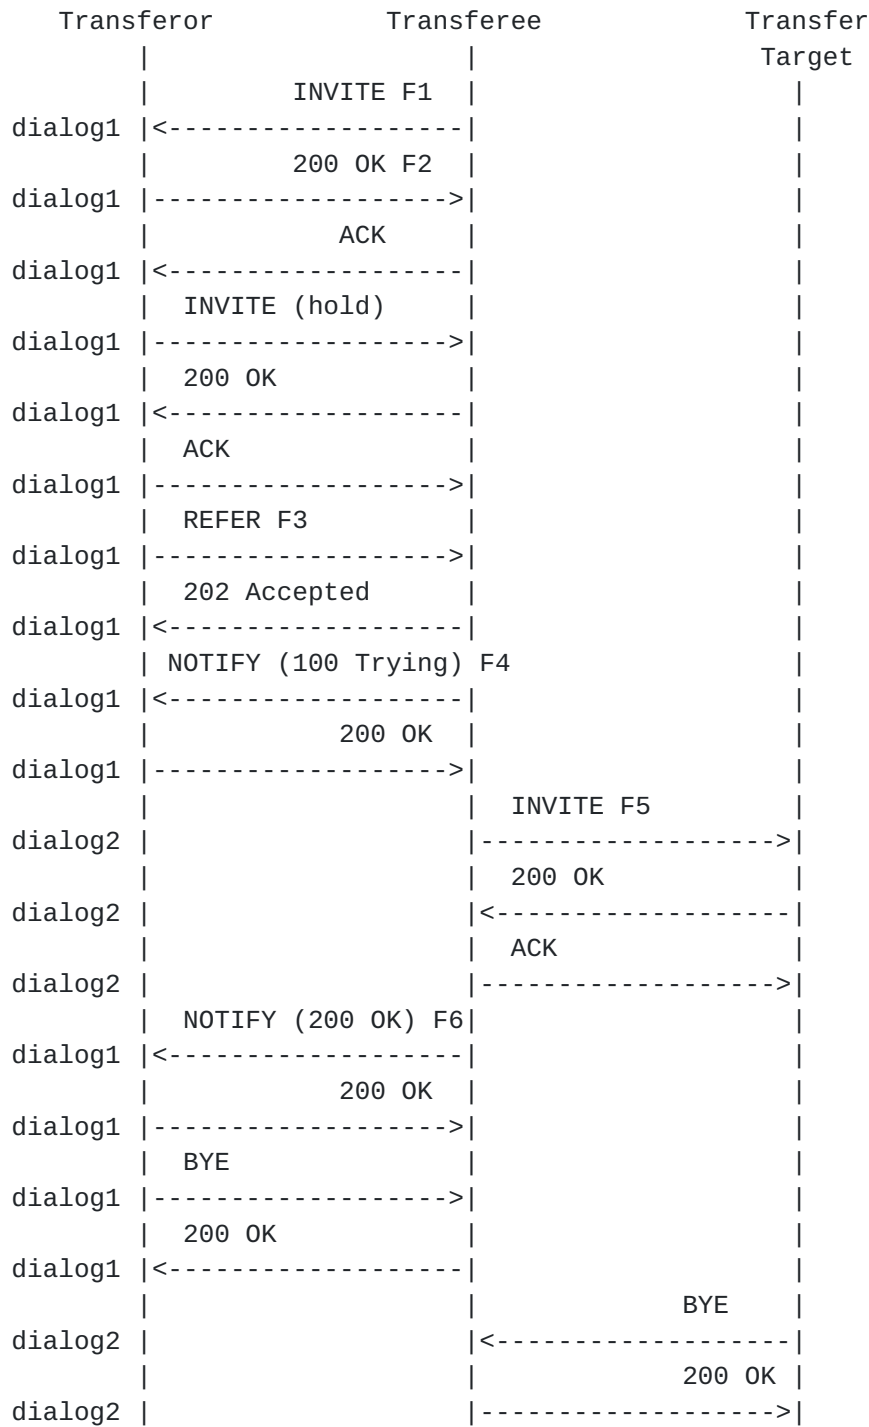 Transferor           Transferee             Transfer
        |                    |                  Target
        |         INVITE F1  |                    |
dialog1 |<-------------------|                    |
        |         200 OK F2  |                    |
dialog1 |------------------->|                    |
        |            ACK     |                    |
dialog1 |<-------------------|                    |
        |  INVITE (hold)     |                    |
dialog1 |------------------->|                    |
        |  200 OK            |                    |
dialog1 |<-------------------|                    |
        |  ACK               |                    |
dialog1 |------------------->|                    |
        |  REFER F3          |                    |
dialog1 |------------------->|                    |
        |  202 Accepted      |                    |
dialog1 |<-------------------|                    |
        | NOTIFY (100 Trying) F4                  |
dialog1 |<-------------------|                    |
        |            200 OK  |                    |
dialog1 |------------------->|                    |
        |                    |  INVITE F5         |
dialog2 |                    |------------------->|
        |                    |  200 OK            |
dialog2 |                    |<-------------------|
        |                    |  ACK               |
dialog2 |                    |------------------->|
        |  NOTIFY (200 OK) F6|                    |
dialog1 |<-------------------|                    |
        |            200 OK  |                    |
dialog1 |------------------->|                    |
        |  BYE               |                    |
dialog1 |------------------->|                    |
        |  200 OK            |                    |
dialog1 |<-------------------|                    |
        |                    |             BYE    |
dialog2 |                    |<-------------------|
        |                    |             200 OK |
dialog2 |                    |------------------->|